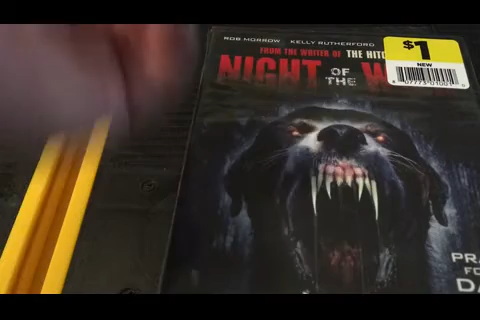 ROB MORROW KELLY RUTHERFORD
FROM THE WRITER OF THE HITC
NIGHT OF THE W
$1
NEW
PRA
FO
DA